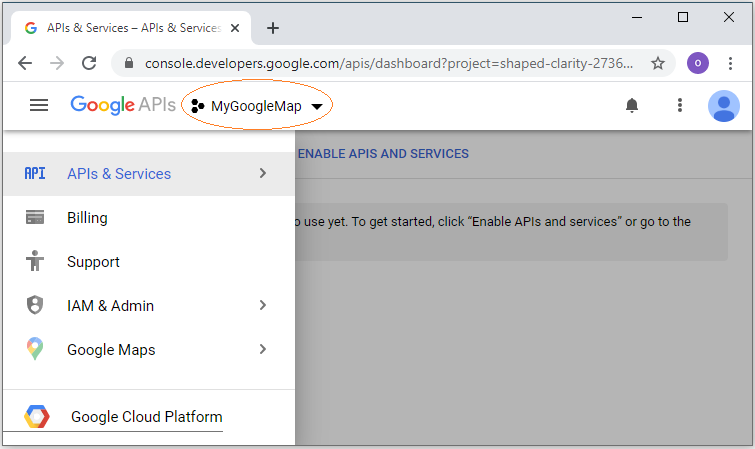 APIs & Services – APIs & Services
console.developers.google.com/apis/dashboard?project=shaped-clarity-2736...
O
Google APIs
MyGoogleMap
API
APIs & Services
ENABLE APIS AND SERVICES
Billing
o use yet. To get started, click “Enable APIs and services” or go to the
Support
IAM & Admin
Google Maps
Google Cloud Platform